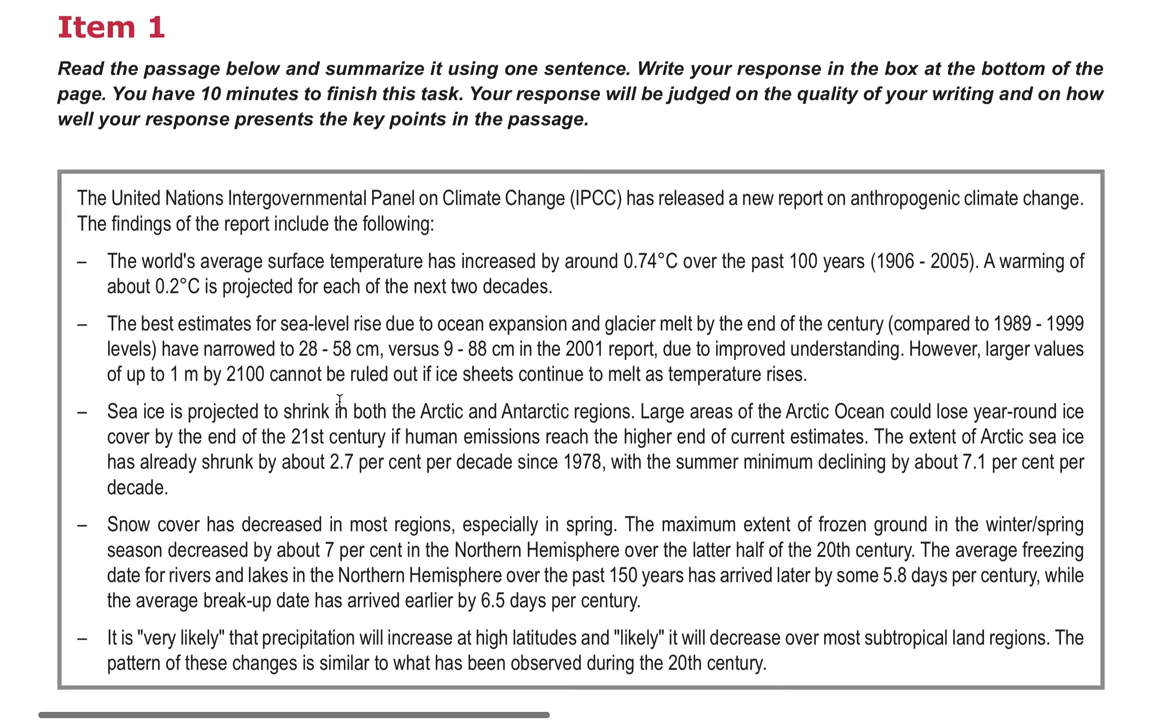 Item 1
Read the passage below and summarize it using one sentence. Write your response in the box at the bottom of the
page. You have 10 minutes to finish this task. Your response will be judged on the quality of your writing and on how
well your response presents the key points in the passage.
The United Nations Intergovernmental Panel on Climate Change (IPCC) has released a new report on anthropogenic climate change.
The findings of the report include the following:
– The world's average surface temperature has increased by around 0.74°C over the past 100 years (1906 - 2005). A warming of
about 0.2°C is projected for each of the next two decades.
– The best estimates for sea-level rise due to ocean expansion and glacier melt by the end of the century (compared to 1989 - 1999
levels) have narrowed to 28 - 58 cm, versus 9 - 88 cm in the 2001 report, due to improved understanding. However, larger values
of up to 1 m by 2100 cannot be ruled out if ice sheets continue to melt as temperature rises.
– Sea ice is projected to shrink in both the Arctic and Antarctic regions. Large areas of the Arctic Ocean could lose year-round ice
cover by the end of the 21st century if human emissions reach the higher end of current estimates. The extent of Arctic sea ice
has already shrunk by about 2.7 per cent per decade since 1978, with the summer minimum declining by about 7.1 per cent per
decade.
– Snow cover has decreased in most regions, especially in spring. The maximum extent of frozen ground in the winter/spring
season decreased by about 7 per cent in the Northern Hemisphere over the latter half of the 20th century. The average freezing
date for rivers and lakes in the Northern Hemisphere over the past 150 years has arrived later by some 5.8 days per century, while
the average break-up date has arrived earlier by 6.5 days per century.
– It is "very likely" that precipitation will increase at high latitudes and "likely" it will decrease over most subtropical land regions. The
pattern of these changes is similar to what has been observed during the 20th century.